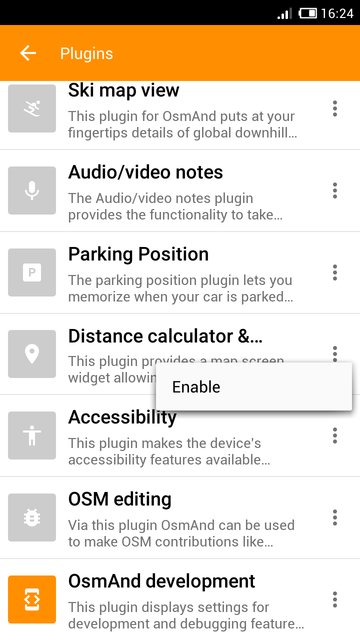 16:24
Plugins
Ski map view
This plugin for OsmAnd puts at your
fingertips details of global downhill…
Audio/video notes
The Audio/video notes plugin
provides the functionality to take…
Parking Position
P
The parking position plugin lets you
memorize when your car is parked…
Distance calculator &…
This plugin provides a map screen
widget allowin
Enable
Accessibility
This plugin makes the device's
accessibility features available…
OSM editing
Via this plugin OsmAnd can be used
to make OSM contributions like…
OsmAnd development
This plugin displays settings for
development and debugging feature…